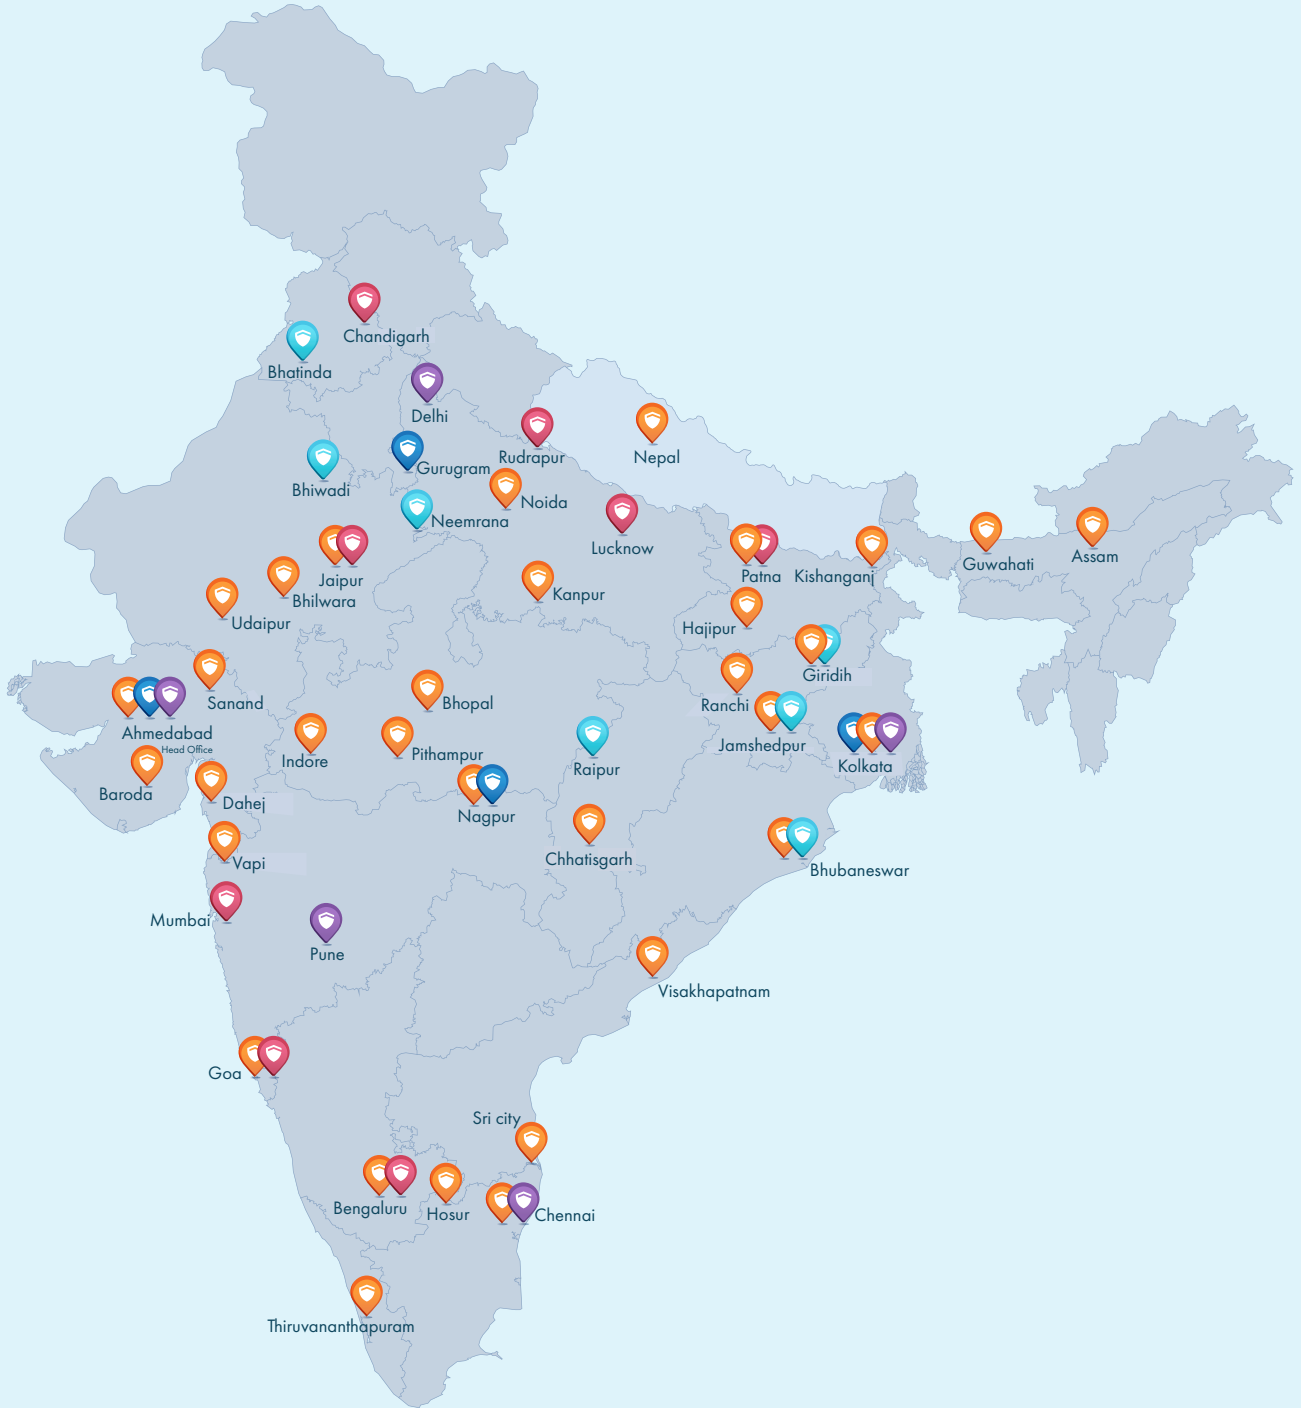 Chandigarh
Bhatinda
Delhi
Rudrapur
Nepal
Gurugram
Bhiwadi
Noida
Neemrana
Lucknow
Guwahati
Assam
Jaipur
Patna
Kishanganj
Bhilwara
Kanpur
Udaipur
Hajipur
Giridih
Sanand
Bhopal
Ranchi
Ahmedabad
Head Office
Jamshedpur
Indore
Pithampur
Raipur
Kolkata
Baroda
Dahej
Nagpur
Vapi
Chhatisgarh
Bhubaneswar
Mumbai
Pune
Visakhapatnam
Goa
Sri city
Bengaluru
Hosur
Chennai
Thiruvananthapuram